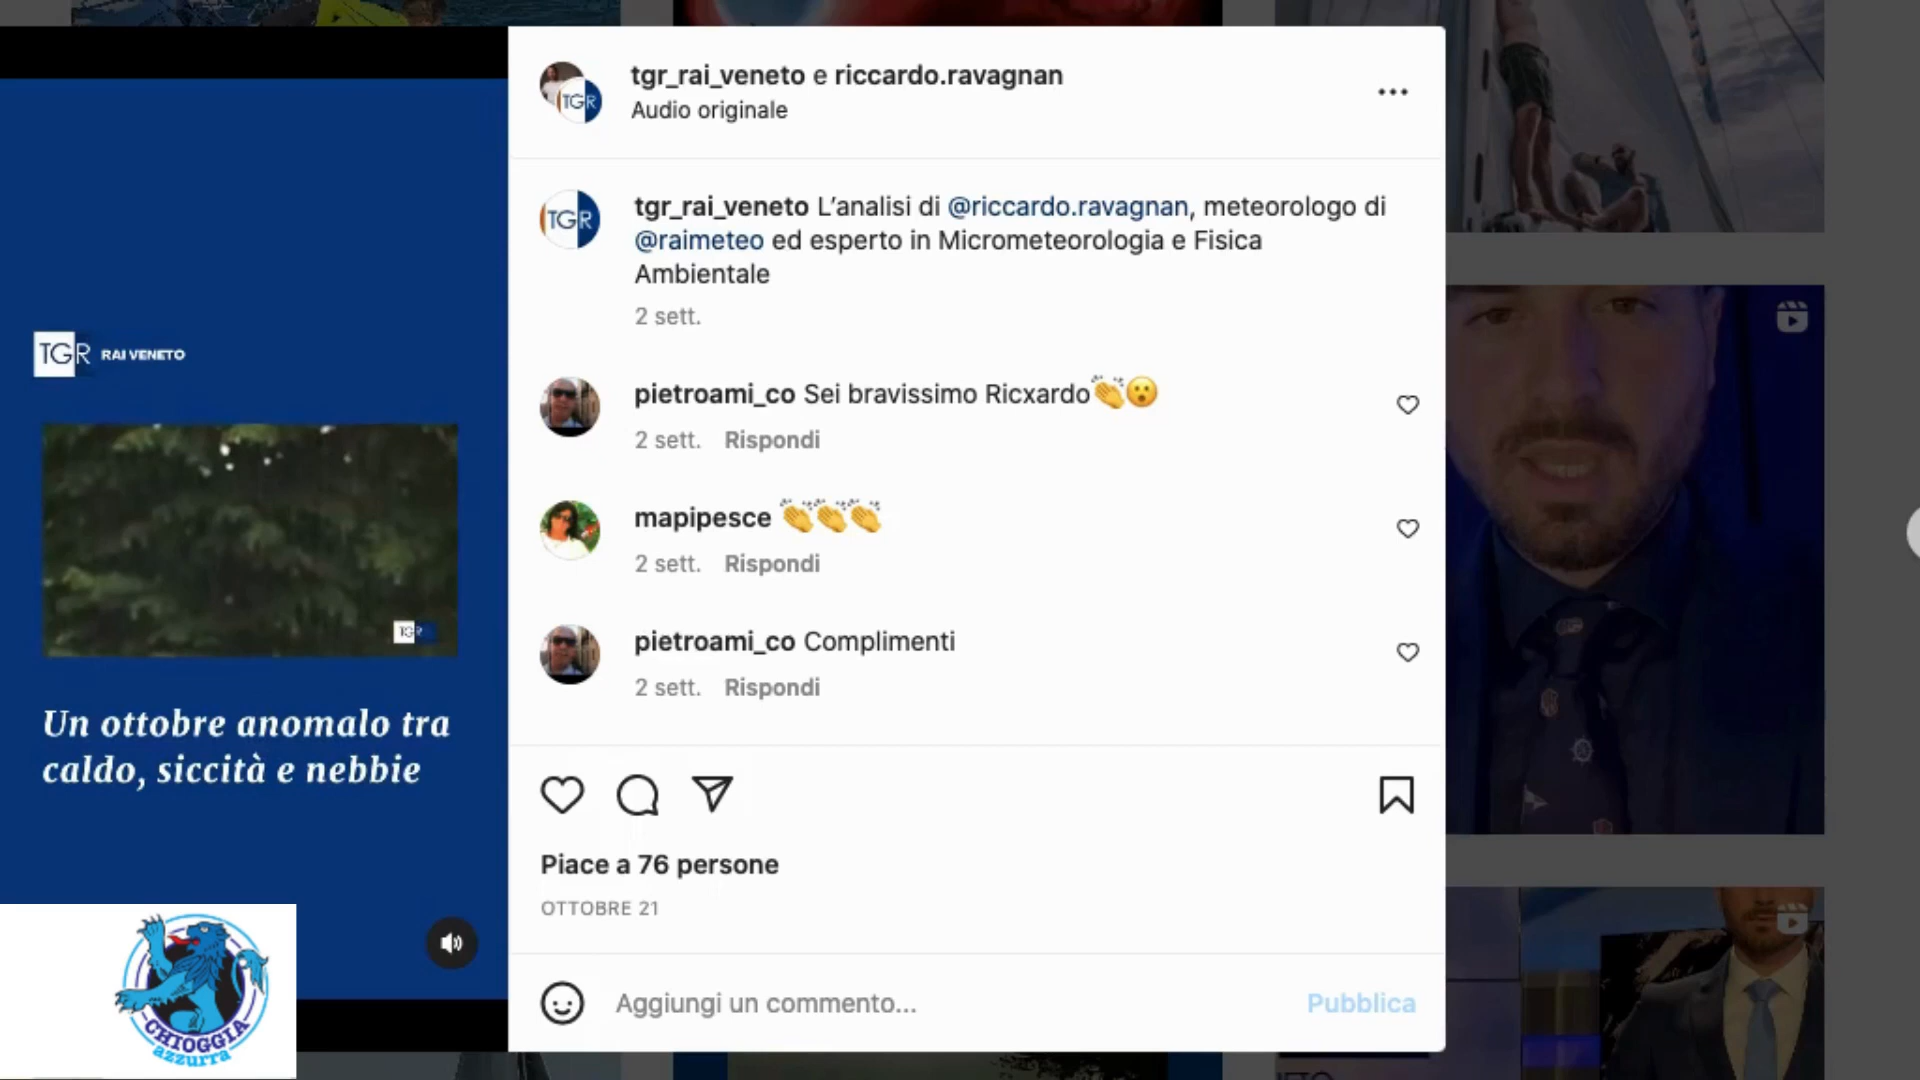 tgr_rai_veneto e riccardo.ravagnan
Audio originale
tgr_rai_veneto L'analisi di @riccardo.ravagnan, meteorologo di
@raimeteo ed esperto in Micrometeorologia e Fisica
Ambientale
2 sett.
pietroami_co Sei bravissimo Ricxardo👏😮
2 sett. Rispondi
mapipesce 👏👏👏
2 sett. Rispondi
pietroami_co Complimenti
2 sett. Rispondi
Piace a 76 persone
OTTOBRE 21
Aggiungi un commento...
Pubblica
TGR RAI VENETO
TGR
Un ottobre anomalo tra
caldo, siccità e nebbie
CHIOGGIA
azzurra
TGR
TGR